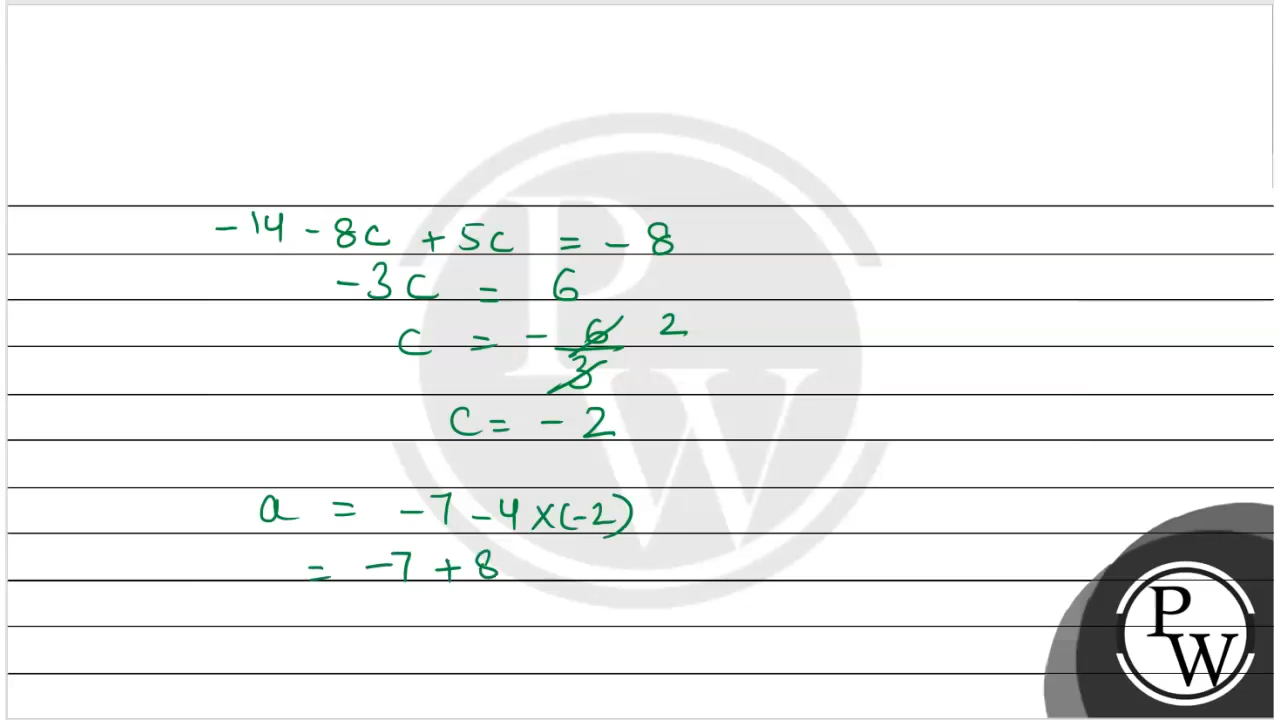 -14 - 8c + 5c = - 8
-3c = 6
c = - 6/3 2
c = - 2
a = -7 - 4 x (-2)
= -7 + 8
P
W
P
W